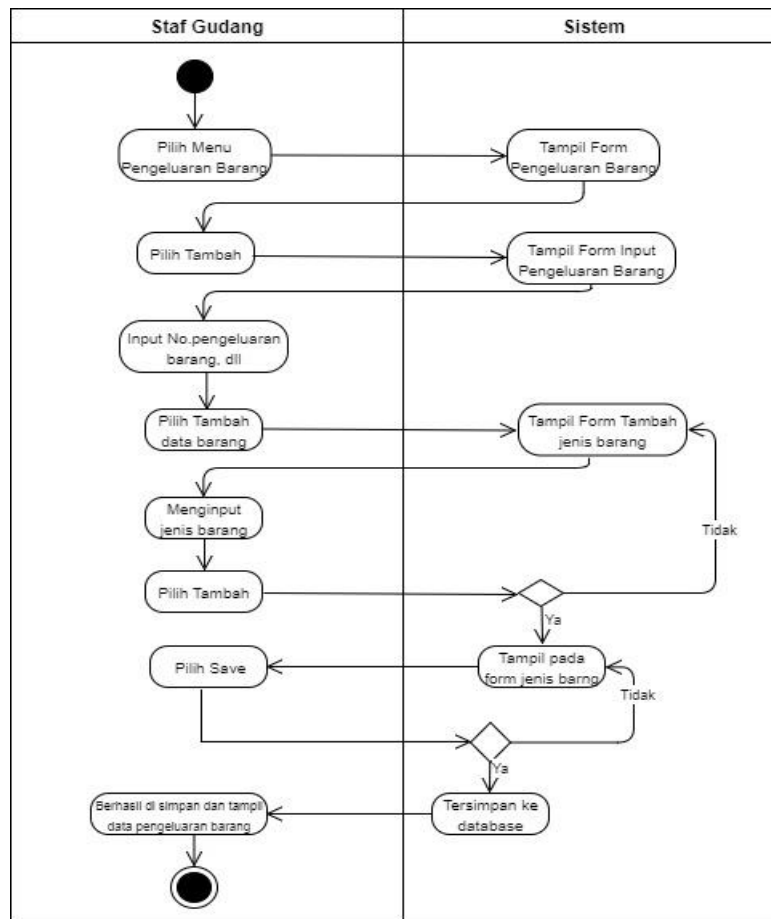 Staf Gudang
Sistem
Pilih Menu
Pengeluaran Barang
Tampil Form
Pengeluaran Barang
Pilih Tambah
Tampil Form Input
Pengeluaran Barang
Input No.pengeluaran
barang, dll
Pilih Tambah
data barang
Tampil Form Tambah
jenis barang
Menginput
jenis barang
Tidak
Pilih Tambah
Ya
Pilih Save
Tampil pada
form jenis barng
Tidak
Ya
Berhasil di simpan dan tampil
data pengeluran barang
Tersimpan ke
database